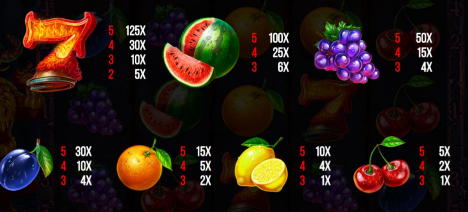 5 125X
4 30X
3 10X
2 5X
5 100X
4 25X
3 6X
5 50X
4 15X
3 4X
5 30X
4 10X
3 4X
5 15X
4 5X
3 2X
5 10X
4 4X
3 1X
5 5X
4 2X
3 1X